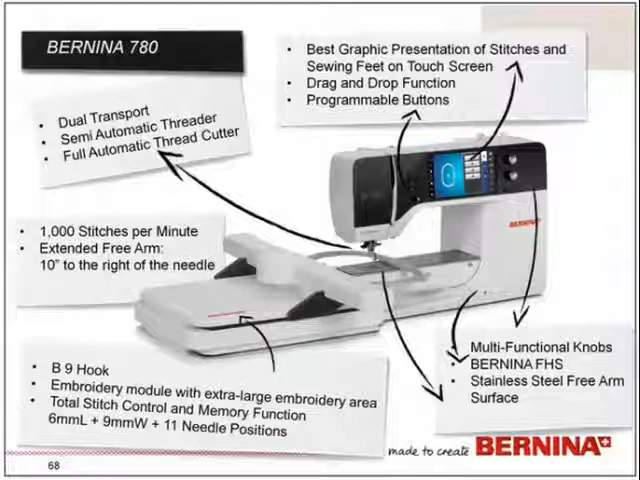 BERNINA 780
Best Graphic Presentation of Stitches and
Sewing Feet on Touch Screen
Drag and Drop Function
Programmable Buttons
Dual Transport
Semi Automatic Threader
Full Automatic Thread Cutter
1,000 Stitches per Minute
Extended Free Arm:
10” to the right of the needle
BERNINA
Multi-Functional Knobs
BERNINA FHS
Stainless Steel Free Arm
Surface
B 9 Hook
Embroidery module with extra-large embroidery area
Total Stitch Control and Memory Function
6mmL + 9mmW + 11 Needle Positions
made to create BERNINA+
68